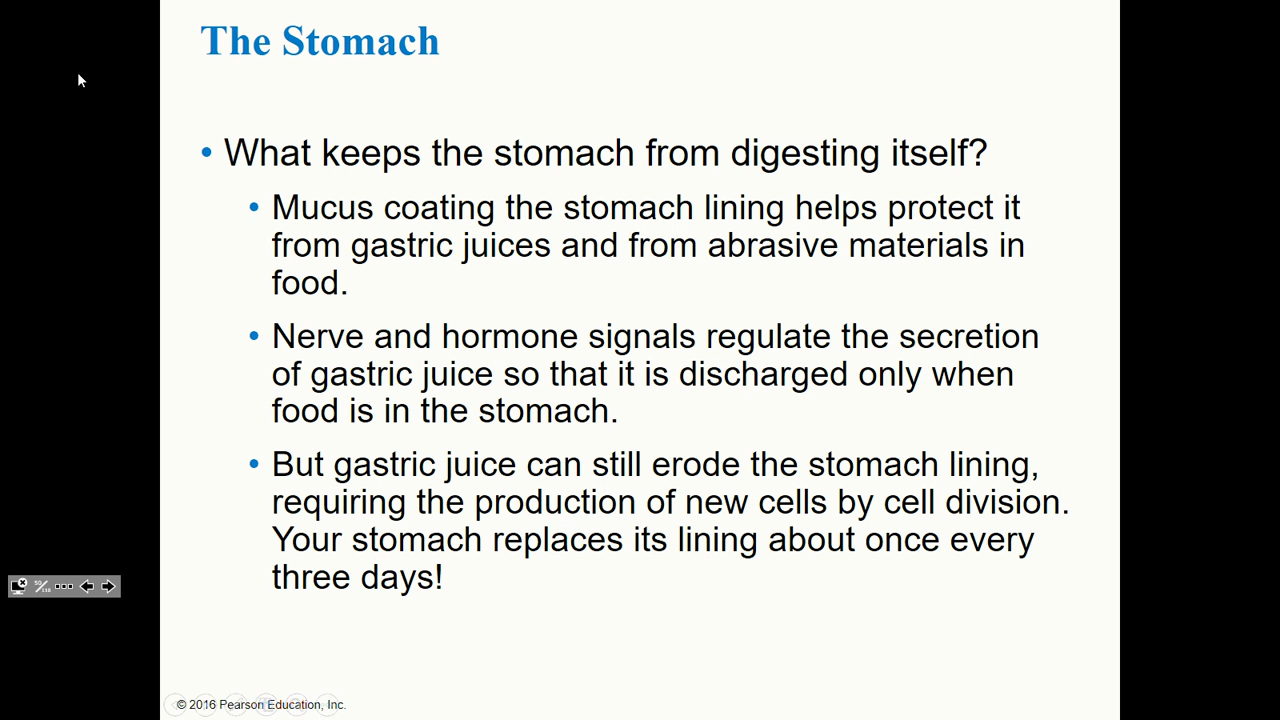 The Stomach
• What keeps the stomach from digesting itself?
• Mucus coating the stomach lining helps protect it
from gastric juices and from abrasive materials in
food.
• Nerve and hormone signals regulate the secretion
of gastric juice so that it is discharged only when
food is in the stomach.
• But gastric juice can still erode the stomach lining,
requiring the production of new cells by cell division.
Your stomach replaces its lining about once every
three days!
© 2016 Pearson Education, Inc.